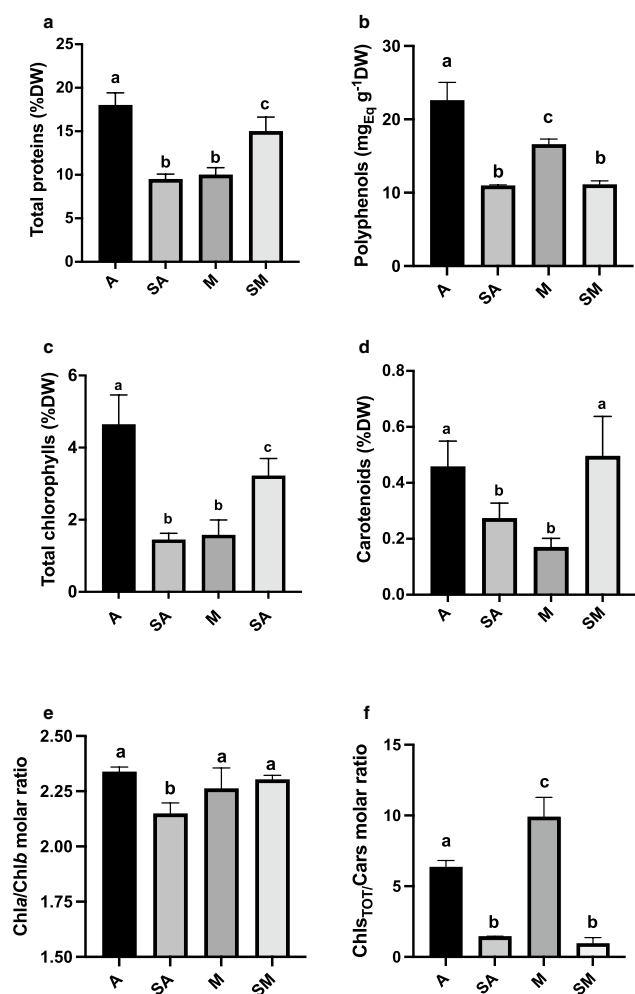 a
Total proteins (%DW)
25
20
15
10
5
0
a
b
b
c
A
SA
M
SM
b
Polyphenols (mgEq g-1DW)
30
20
10
0
a
b
c
b
A
SA
M
SM
c
Total chlorophylls (%DW)
6
4
2
0
a
b
b
c
A
SA
M
SA
d
Carotenoids (%DW)
0.8
0.6
0.4
0.2
0.0
a
b
b
a
A
SA
M
SM
e
Chla/Chlb molar ratio
2.50
2.25
2.00
1.75
1.50
a
b
a
a
A
SA
M
SM
f
ChlsTOT/Cars molar ratio
15
10
5
0
a
b
c
b
A
SA
M
SM